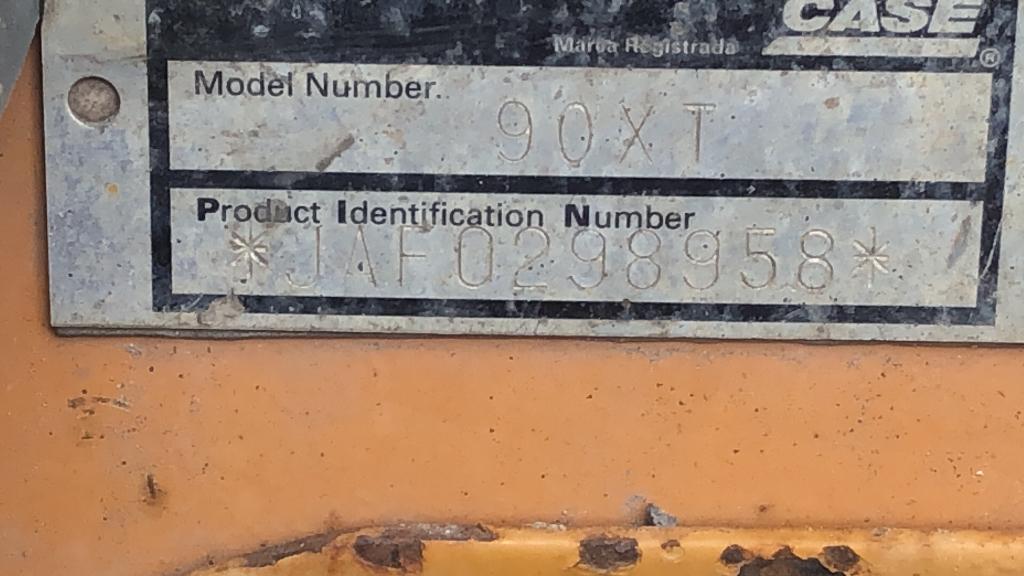 CASE
Marca Registrada
®
Model Number..
90XT
Product Identification Number
*JAF0298958*